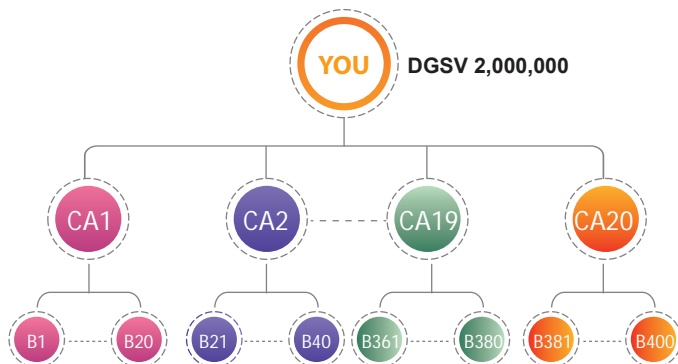 YOU
DGSV 2,000,000
CA1
CA2
CA19
CA20
B1
B20
B21
B40
B361
B380
B381
B400